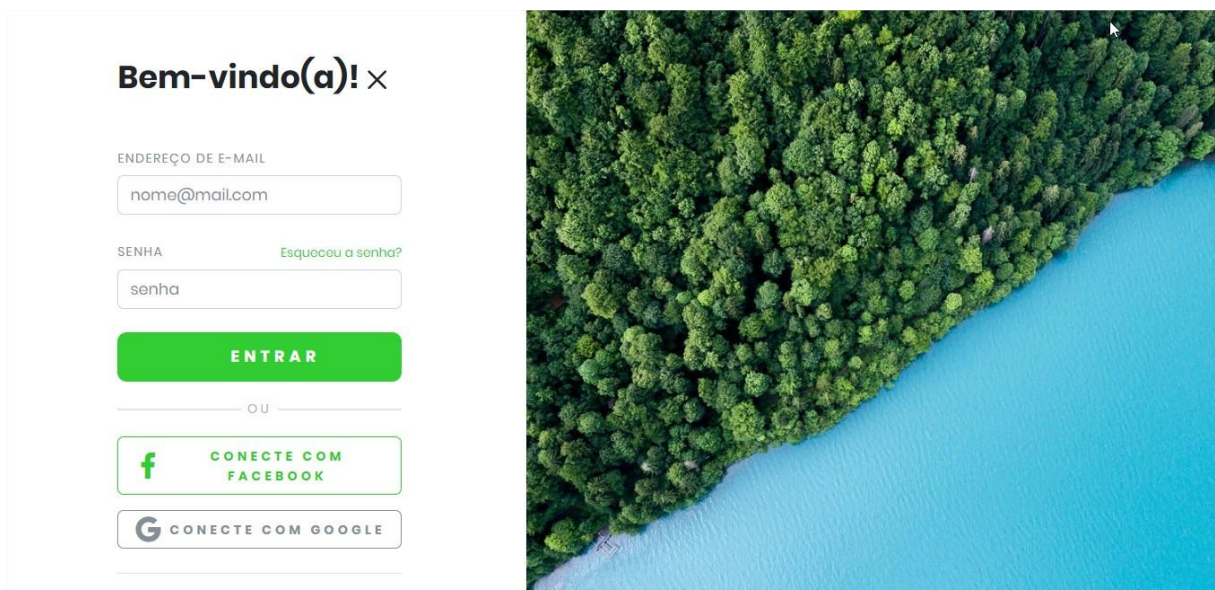 Bem-vindo(a)!
ENDEREÇO DE E-MAIL
nome@mail.com
SENHA Esqueceu a senha?
senha
ENTRAR
OU
CONECTE COM
FACEBOOK
CONECTE COM GOOGLE